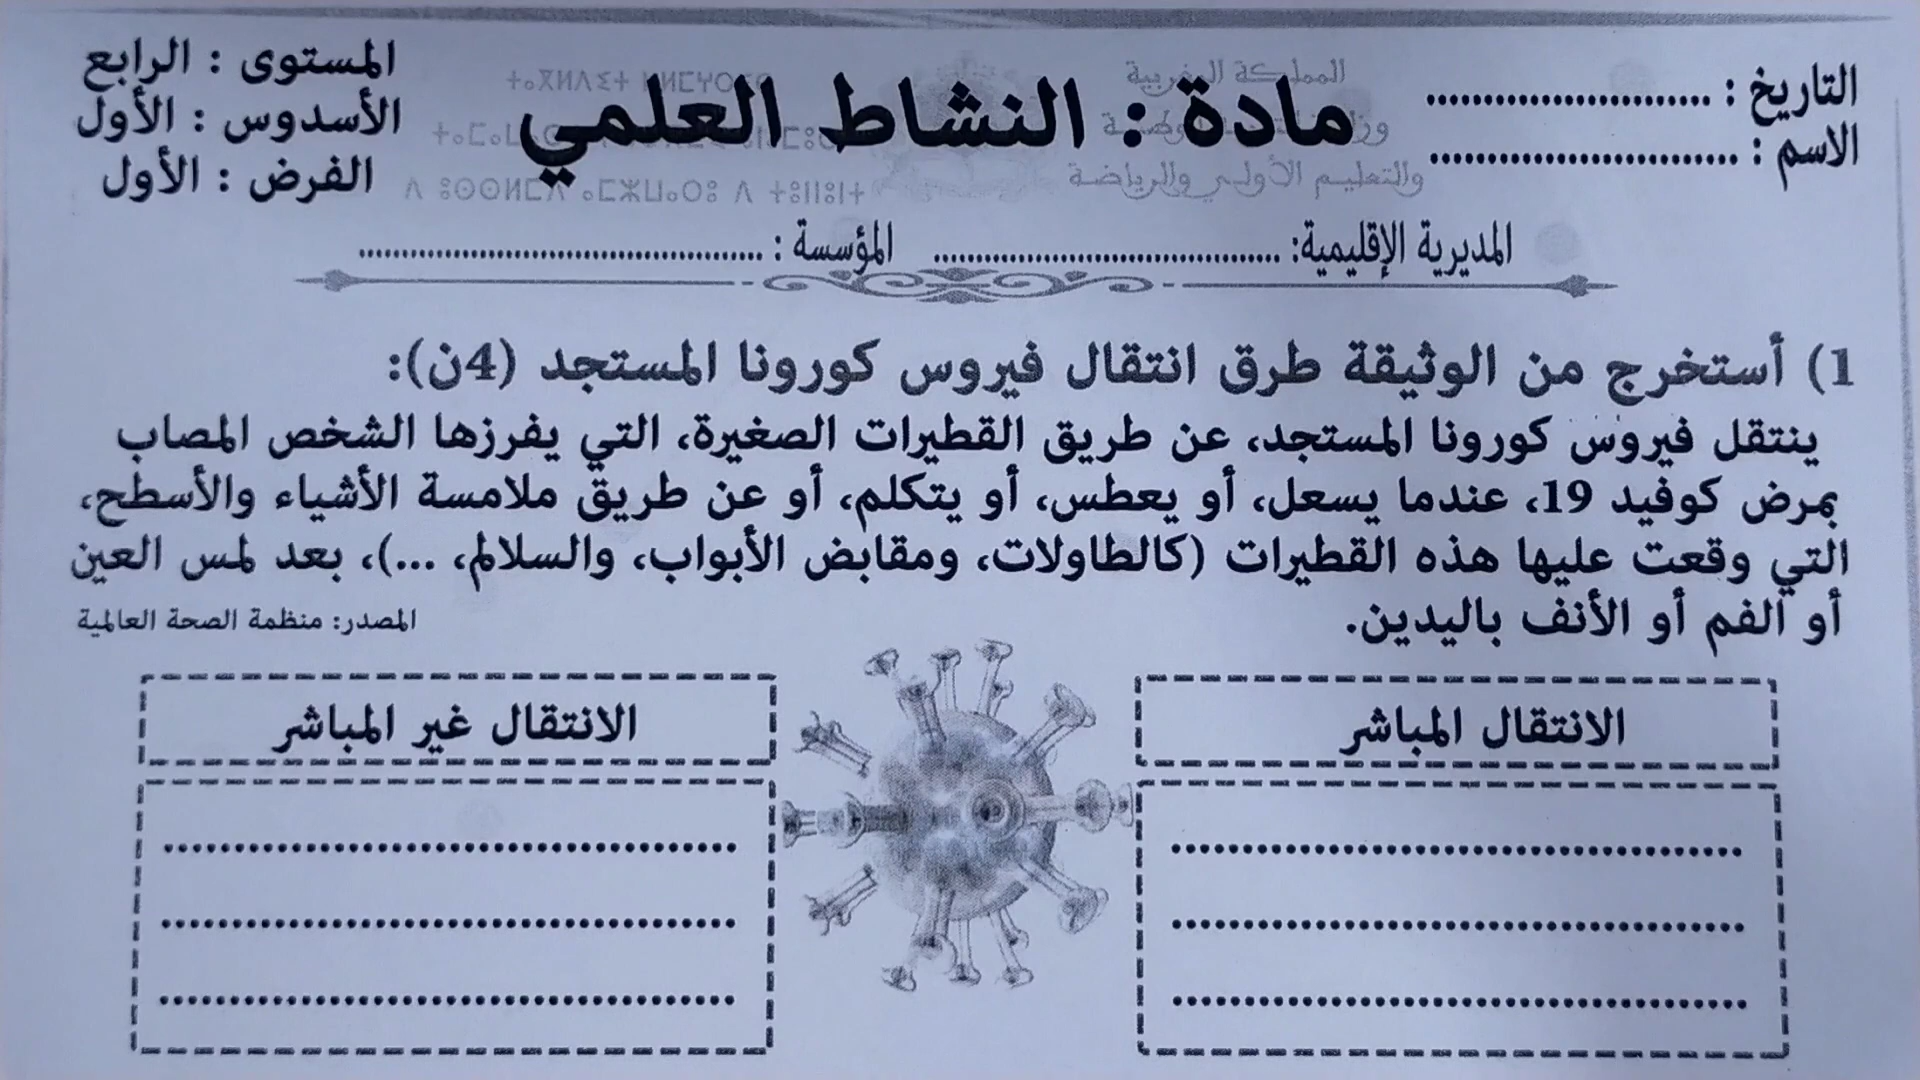 المملكة المغربية
والتعليم الأولي والرياضة
التاريخ : ........................
الاسم : ........................
مادة : النشاط العلمي
المستوى : الرابع
الأسدوس : الأول
الفرض : الأول
المديرية الإقليمية: ........................ المؤسسة : ........................
1) أستخرج من الوثيقة طرق انتقال فيروس كورونا المستجد (4ن):
ينتقل فيروس كورونا المستجد، عن طريق القطيرات الصغيرة، التي يفرزها الشخص المصاب
بمرض كوفيد 19، عندما يسعل، أو يعطس، أو يتكلم، أو عن طريق ملامسة الأشياء والأسطح،
التي وقعت عليها هذه القطيرات (كالطاولات، ومقابض الأبواب، والسلالم، ...)، بعد لمس العين
أو الفم أو الأنف باليدين.
المصدر: منظمة الصحة العالمية
الانتقال المباشر
الانتقال غير المباشر